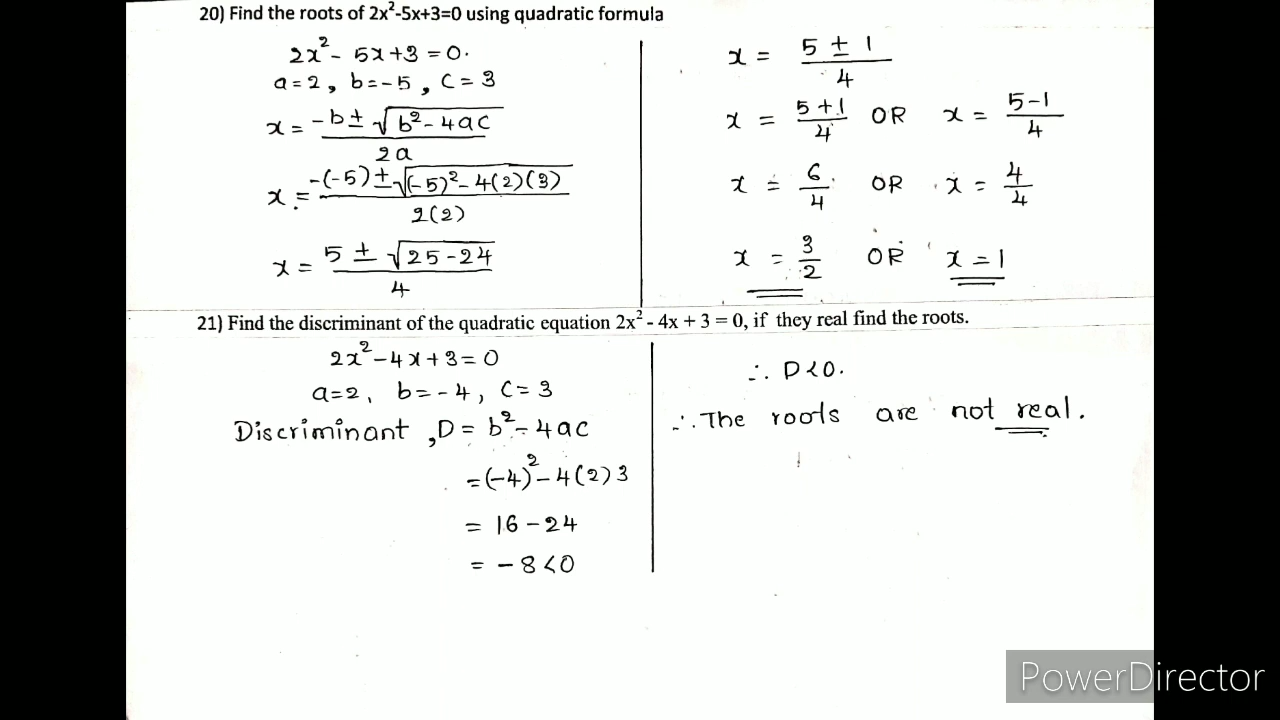 20) Find the roots of 2x²-5x+3=0 using quadratic formula
2x² - 5x + 3 = 0.
a = 2, b = -5, c = 3
x = -b ± √b² - 4ac / 2a
x = -(-5) ± √(-5)² - 4(2)(3) / 2(2)
x = 5 ± √25 - 24 / 4
x = 5 ± 1 / 4
x = 5 + 1 / 4 OR x = 5 - 1 / 4
x = 6 / 4 OR x = 4 / 4
x = 3 / 2 OR x = 1
21) Find the discriminant of the quadratic equation 2x² - 4x + 3 = 0, if they real find the roots.
2x² - 4x + 3 = 0
a = 2, b = - 4, c = 3
Discriminant, D = b² - 4ac
= (-4)² - 4(2)3
= 16 - 24
= - 8 < 0
∴ D < 0.
∴ The roots are not real.
PowerDirector